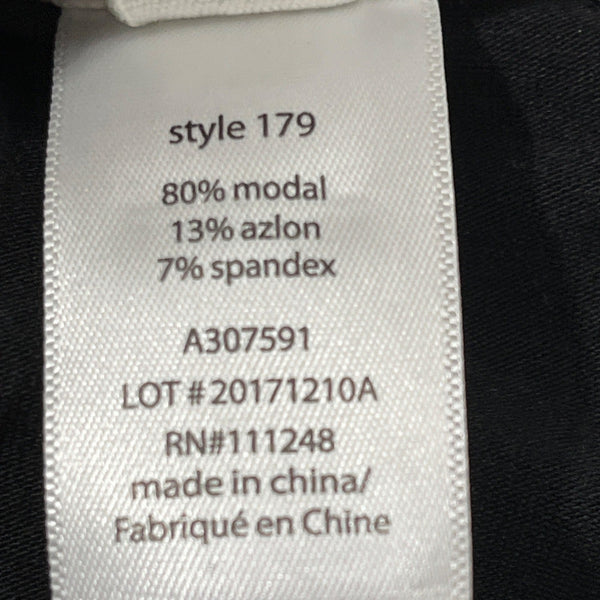 style 179
80% modal
13% azlon
7% spandex
A307591
LOT # 20171210A
RN#111248
made in china/
Fabriqué en Chine